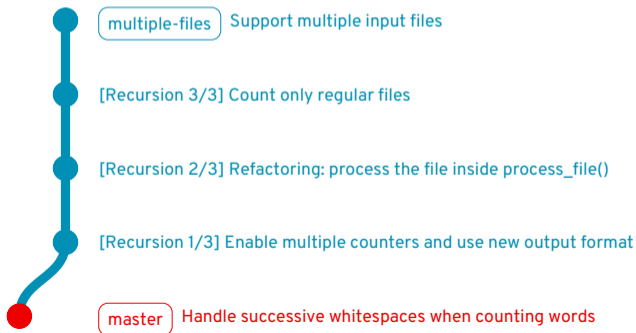 multiple-files Support multiple input files
[Recursion 3/3] Count only regular files
[Recursion 2/3] Refactoring: process the file inside process_file()
[Recursion 1/3] Enable multiple counters and use new output format
master Handle successive whitespaces when counting words